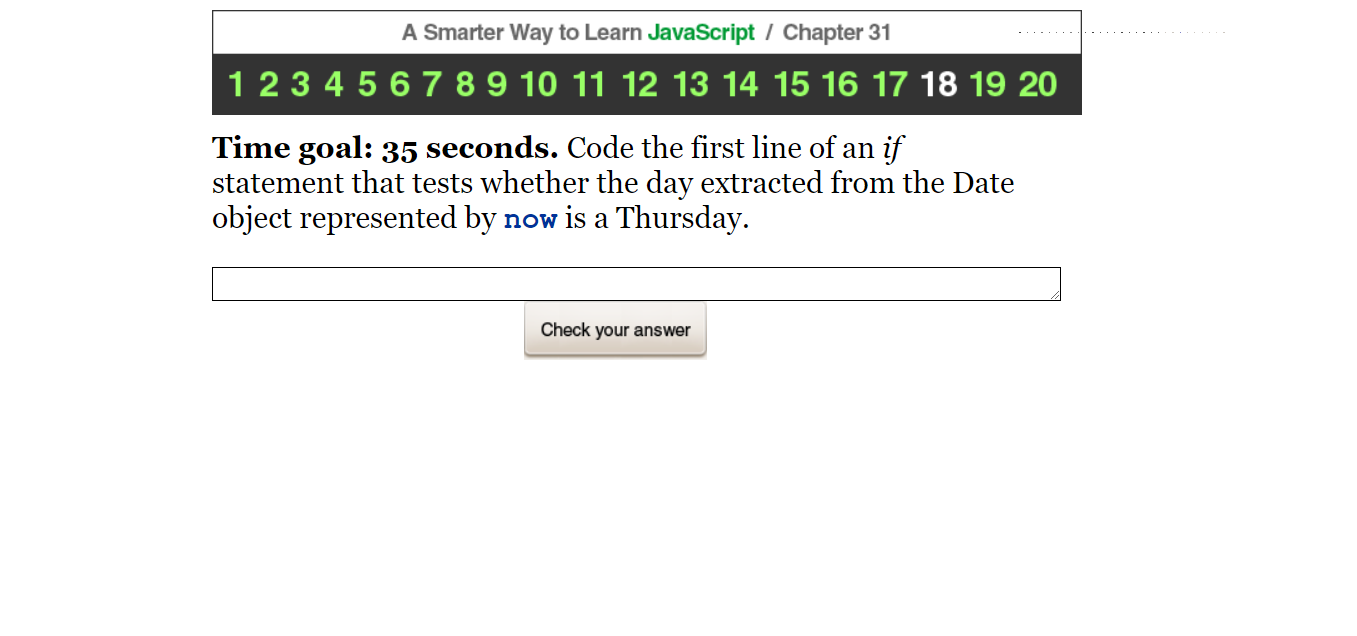 A Smarter Way to Learn JavaScript / Chapter 31
1 2 3 4 5 6 7 8 9 10 11 12 13 14 15 16 17 18 19 20
Time goal: 35 seconds. Code the first line of an if
statement that tests whether the day extracted from the Date
object represented by now is a Thursday.
Check your answer